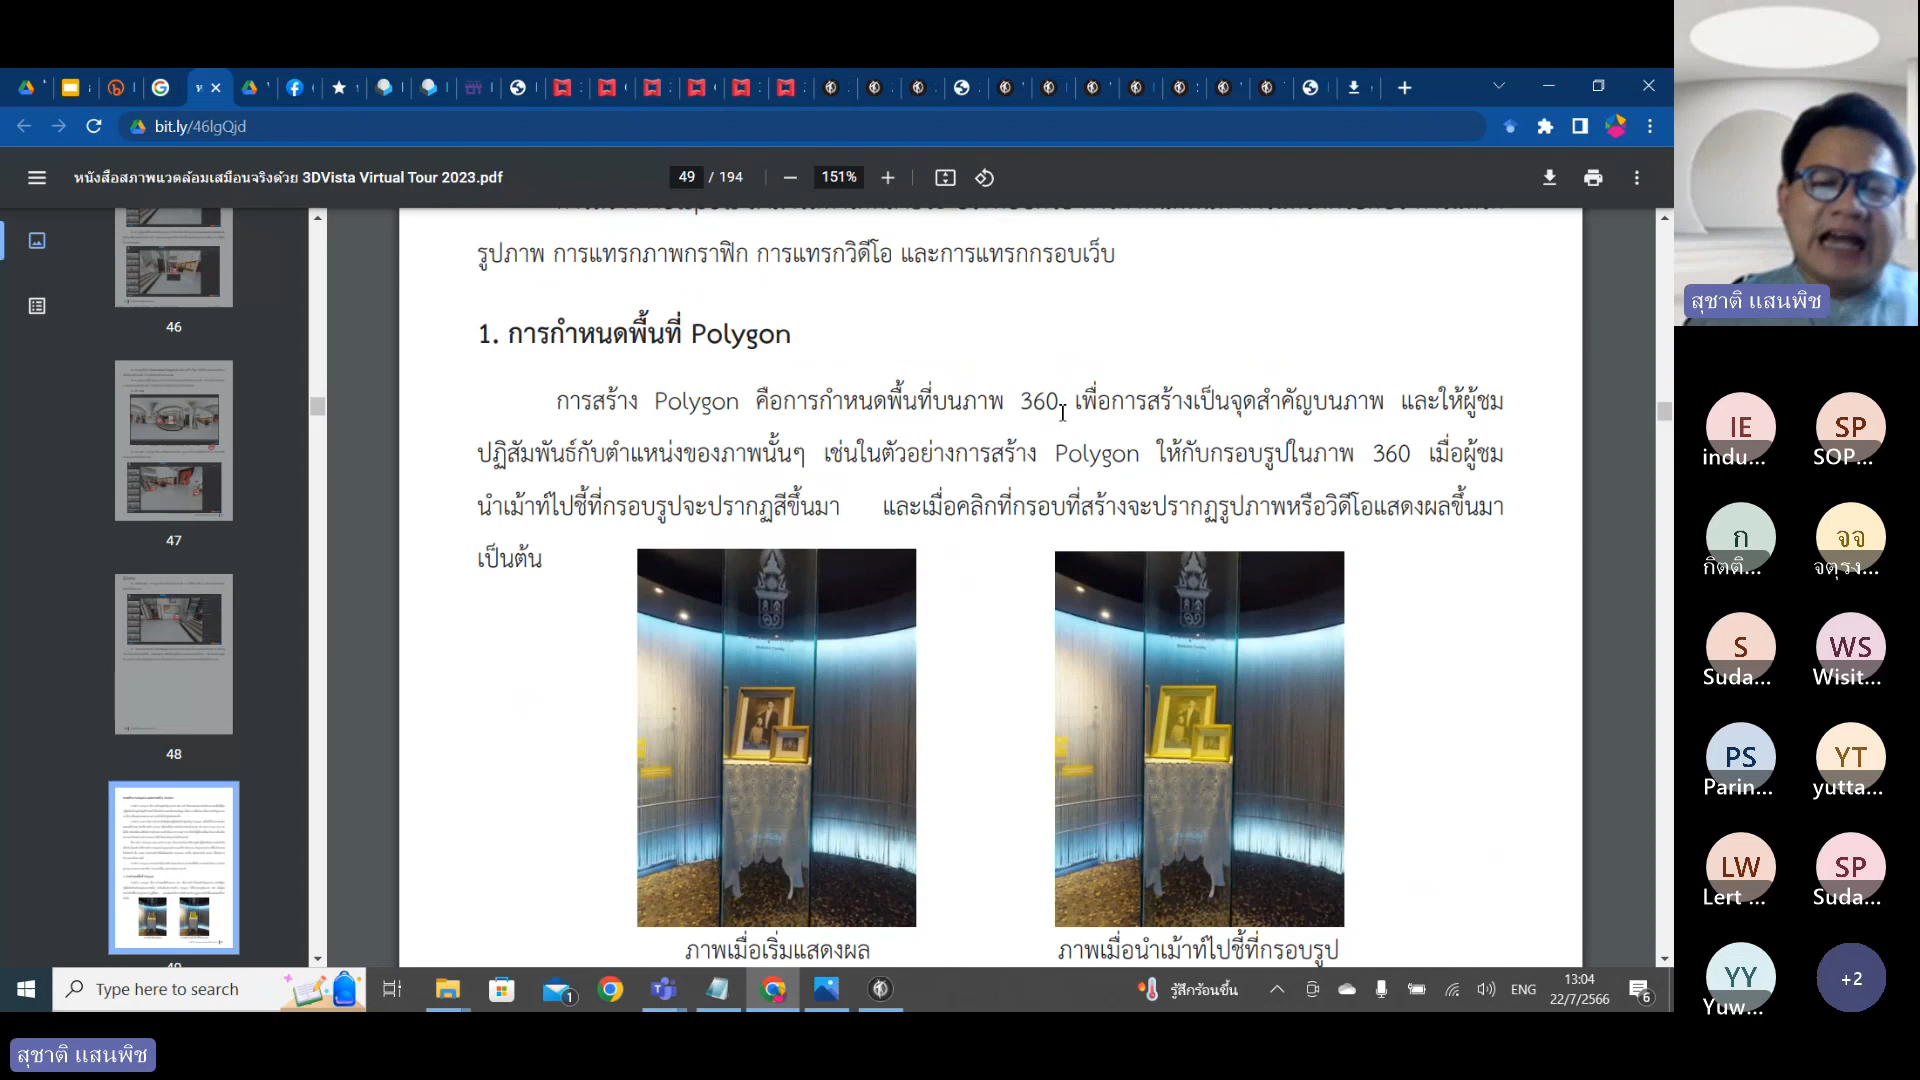 bit.ly/46lgQjd
หนังสือสภาพแวดล้อมเสมือนจริงด้วย 3DVista Virtual Tour 2023.pdf
49 / 194
151%
46
47
48
รูปภาพ การแทรกภาพกราฟิก การแทรกวิดีโอ และการแทรกกรอบเว็บ
1. การกำหนดพื้นที่ Polygon
การสร้าง Polygon คือการกำหนดพื้นที่บนภาพ 360 เพื่อการสร้างเป็นจุดสำคัญบนภาพ และให้ผู้ชม
ปฏิสัมพันธ์กับตำแหน่งของภาพนั้นๆ เช่นในตัวอย่างการสร้าง Polygon ให้กับกรอบรูปในภาพ 360 เมื่อผู้ชม
นำเม้าท์ไปชี้ที่กรอบรูปจะปรากฏสีขึ้นมา และเมื่อคลิกที่กรอบที่สร้างจะปรากฏรูปภาพหรือวิดีโอแสดงผลขึ้นมา
เป็นต้น
ภาพเมื่อเริ่มแสดงผล
ภาพเมื่อนำเม้าท์ไปชี้ที่กรอบรูป
สุชาติ แสนพิช
IE
indu...
SP
SOP...
ก
กิตติ...
จจ
จตุรง...
S
Suda...
WS
Wisit...
PS
Parin...
YT
yutta...
LW
Lert ...
SP
Suda...
YY
Yuw...
+2
Type here to search
1
รู้สึกร้อนขึ้น
ENG
13:04
22/7/2566
6
สุชาติ แสนพิช